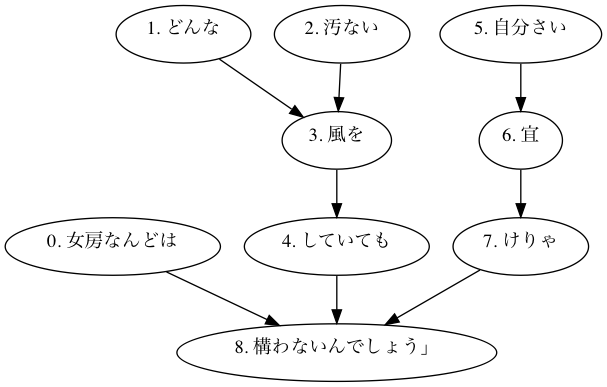 1. どんな
2. 汚ない
5. 自分さい
3. 風を
6. 宜
0. 女房なんどは
4. していても
7. けりゃ
8. 構わないんでしょう」